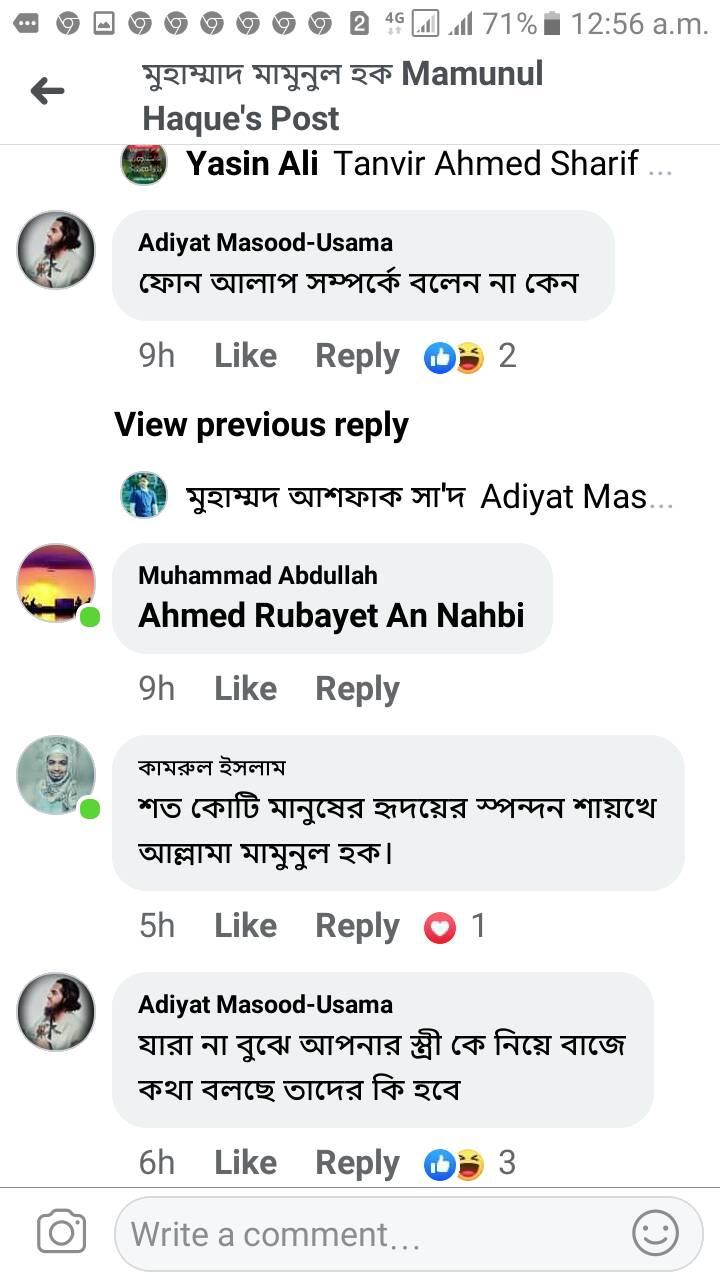 4G 2 71% 12:56 a.m.
মুহাম্মাদ মামুনুল হক Mamunul
Haque's Post
Yasin Ali Tanvir Ahmed Sharif ...
Adiyat Masood-Usama
ফোন আলাপ সম্পর্কে বলেন না কেন
9h Like Reply 2
View previous reply
মুহাম্মদ আশফাক সা'দ Adiyat Mas...
Muhammad Abdullah
Ahmed Rubayet An Nahbi
9h Like Reply
কামরুল ইসলাম
শত কোটি মানুষের হৃদয়ের স্পন্দন শায়খে
আল্লামা মামুনুল হক।
5h Like Reply 1
Adiyat Masood-Usama
যারা না বুঝে আপনার স্ত্রী কে নিয়ে বাজে
কথা বলছে তাদের কি হবে
6h Like Reply 3
Write a comment...